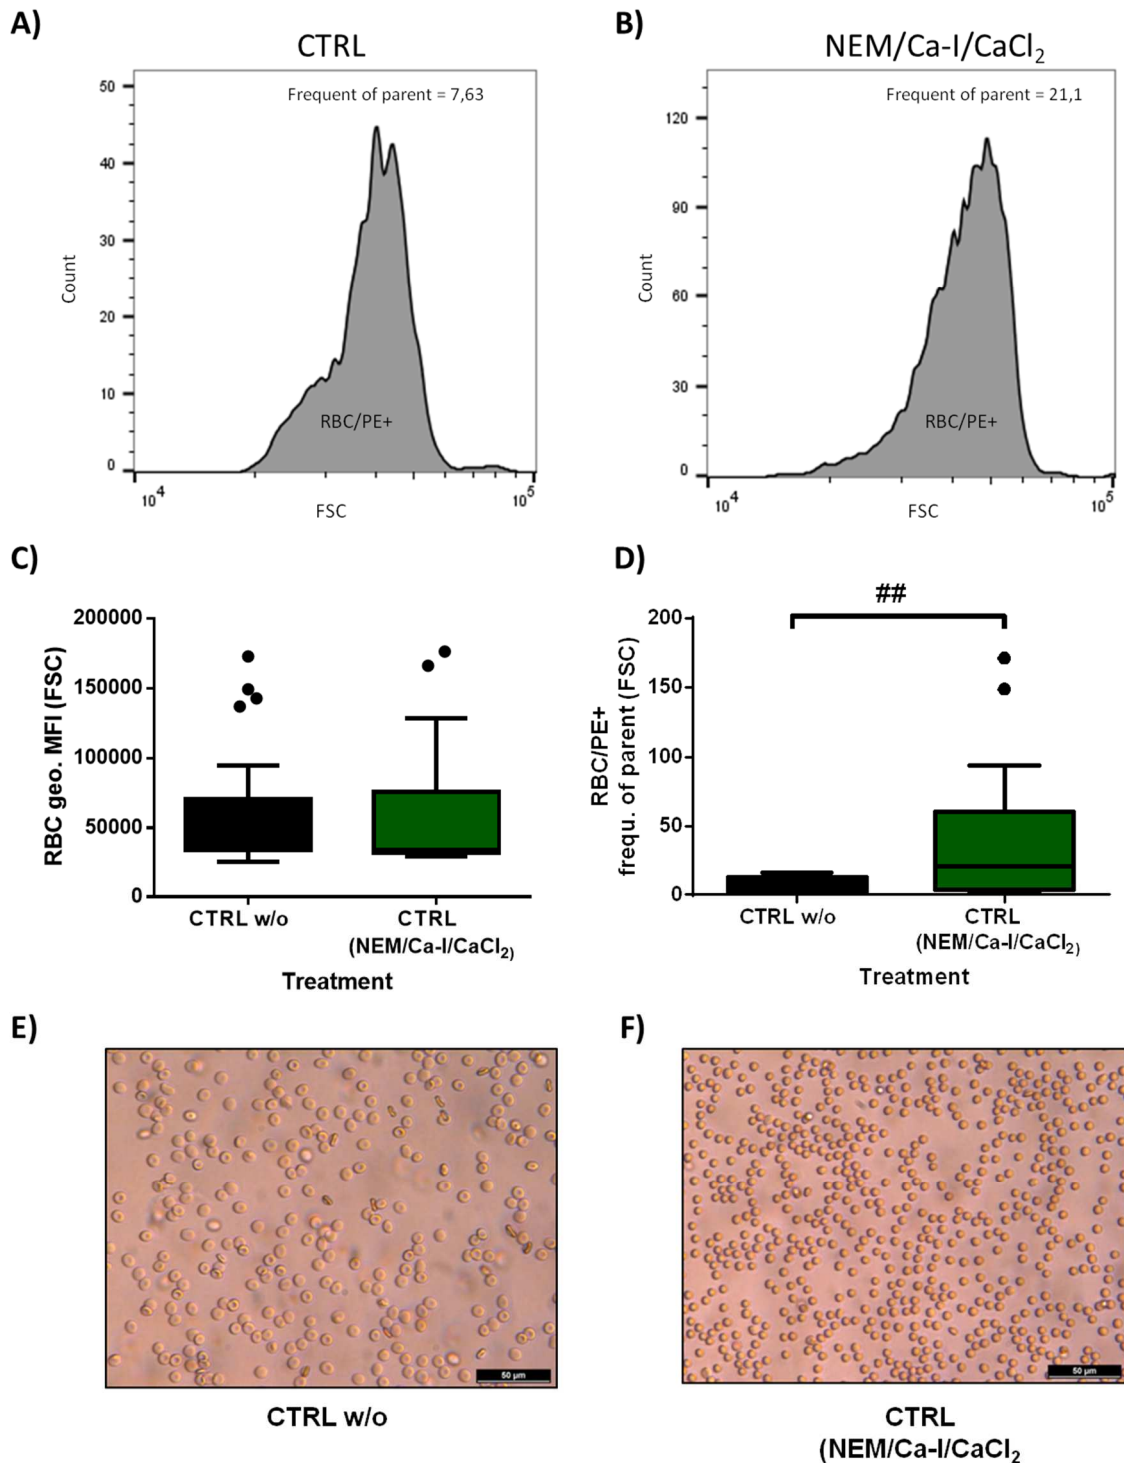 A)
CTRL
Frequent of parent = 7,63
50
40
30
20
10
0
Count
RBC/PE+
10^4
10^5
FSC
B)
NEM/Ca-I/CaCl₂
Frequent of parent = 21,1
120
90
60
30
0
Count
RBC/PE+
10^4
10^5
FSC
C)
200000
150000
100000
50000
0
RBC geo. MFI (FSC)
CTRL w/o
CTRL
(NEM/Ca-I/CaCl₂)
Treatment
D)
##
200
150
100
50
0
RBC/PE+
frequ. of parent (FSC)
CTRL w/o
CTRL
(NEM/Ca-I/CaCl₂)
Treatment
E)
50 µm
CTRL w/o
F)
50 µm
CTRL
(NEM/Ca-I/CaCl₂